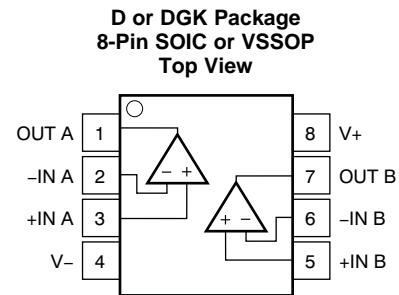 D or DGK Package
8-Pin SOIC or VSSOP
Top View
OUT A 1 8 V+
–IN A 2 7 OUT B
– +
+IN A 3 + – 6 –IN B
V– 4 5 +IN B